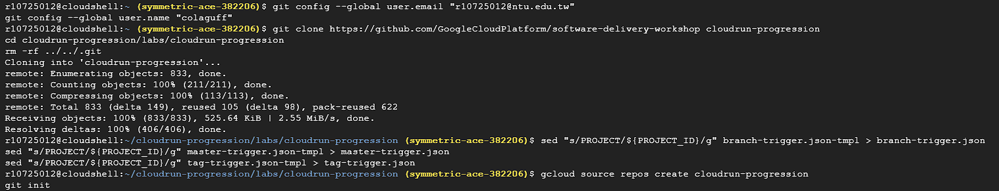 r10725012@cloudshell:~ (symmetric-ace-382206)$ git config --global user.email "r10725012@ntu.edu.tw"
git config --global user.name "colaguff"
r10725012@cloudshell:~ (symmetric-ace-382206)$ git clone https://github.com/GoogleCloudPlatform/software-delivery-workshop cloudrun-progression
cd cloudrun-progression/labs/cloudrun-progression
rm -rf ../../.git
Cloning into 'cloudrun-progression'...
remote: Enumerating objects: 833, done.
remote: Counting objects: 100% (211/211), done.
remote: Compressing objects: 100% (113/113), done.
remote: Total 833 (delta 149), reused 105 (delta 98), pack-reused 622
Receiving objects: 100% (833/833), 525.64 KiB | 2.55 MiB/s, done.
Resolving deltas: 100% (406/406), done.
r10725012@cloudshell:~/cloudrun-progression/labs/cloudrun-progression (symmetric-ace-382206)$ sed "s/PROJECT/${PROJECT_ID}/g" branch-trigger.json-tmpl > branch-trigger.json
sed "s/PROJECT/${PROJECT_ID}/g" master-trigger.json-tmpl > master-trigger.json
sed "s/PROJECT/${PROJECT_ID}/g" tag-trigger.json-tmpl > tag-trigger.json
r10725012@cloudshell:~/cloudrun-progression/labs/cloudrun-progression (symmetric-ace-382206)$ gcloud source repos create cloudrun-progression
git init